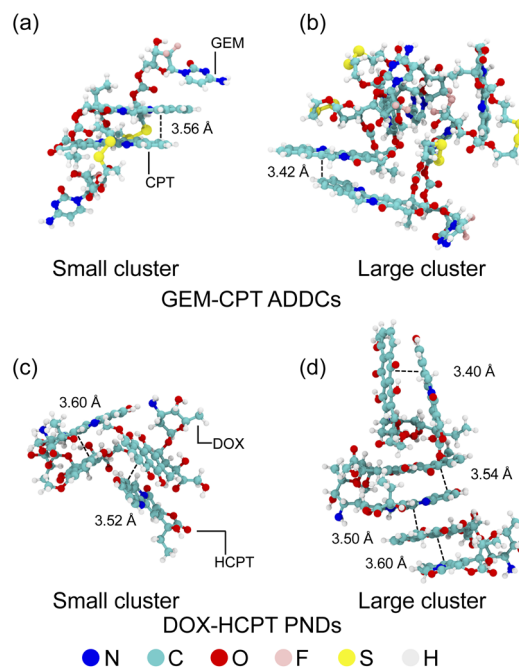 (a)
(b)
GEM
3.56 Å
CPT
3.42 Å
Small cluster
Large cluster
GEM-CPT ADDCs
(c)
(d)
3.60 Å
DOX
3.52 Å
HCPT
3.40 Å
3.54 Å
3.50 Å
3.60 Å
Small cluster
Large cluster
DOX-HCPT PNDs
N C O F S H